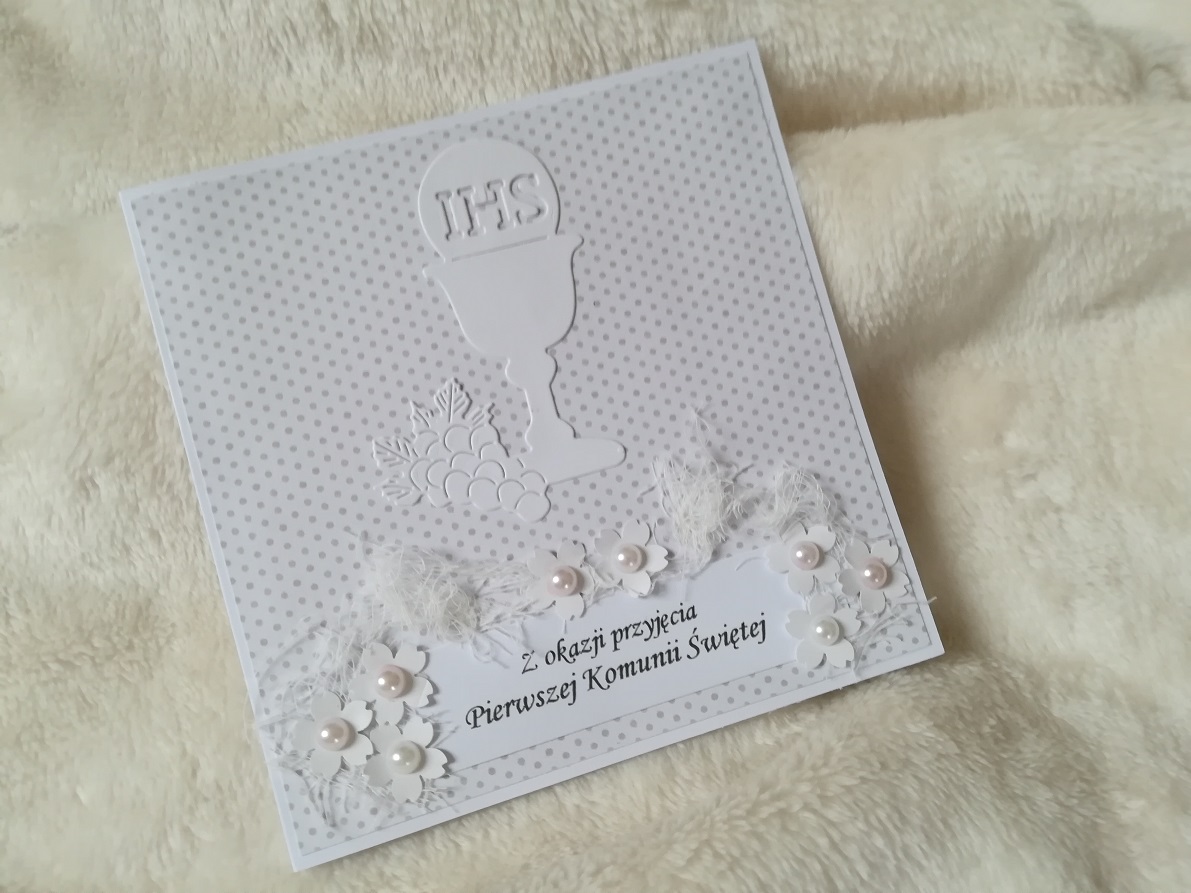 IHS
Z okazji przyjęcia
Pierwszej Komunii Świętej